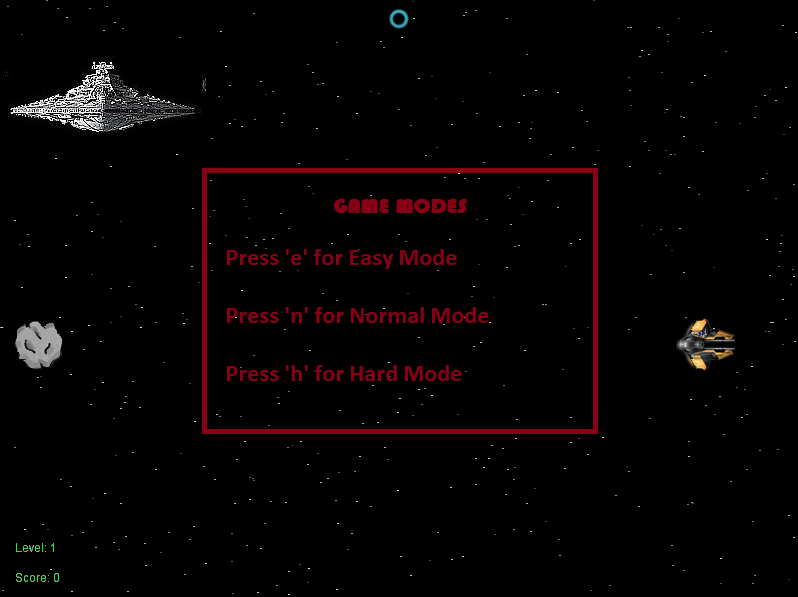 GAME MODES
Press 'e' for Easy Mode
Press 'n' for Normal Mode
Press 'h' for Hard Mode
Level: 1
Score: 0